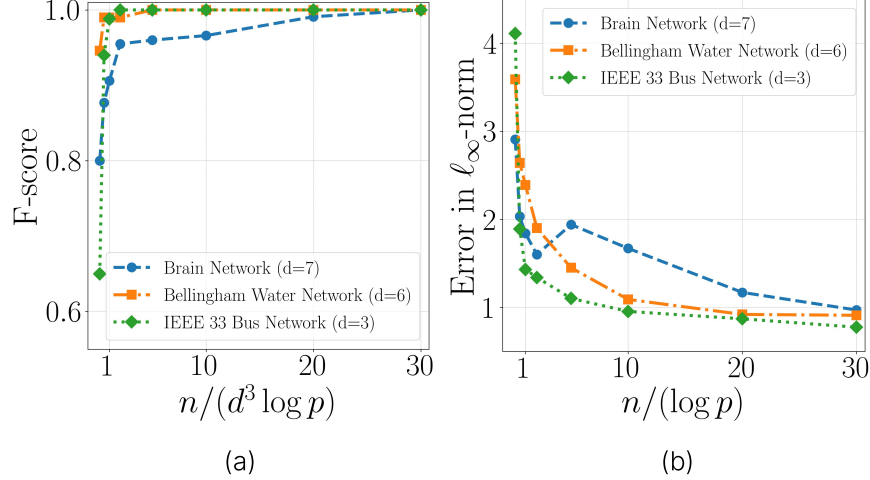 1.0
0.8
0.6
F-score
Brain Network (d=7)
Bellingham Water Network (d=6)
IEEE 33 Bus Network (d=3)
1 10 20 30
n/(d³ log p)
(a)
4
3
2
1
Error in ℓ∞-norm
Brain Network (d=7)
Bellingham Water Network (d=6)
IEEE 33 Bus Network (d=3)
1 10 20 30
n/(log p)
(b)